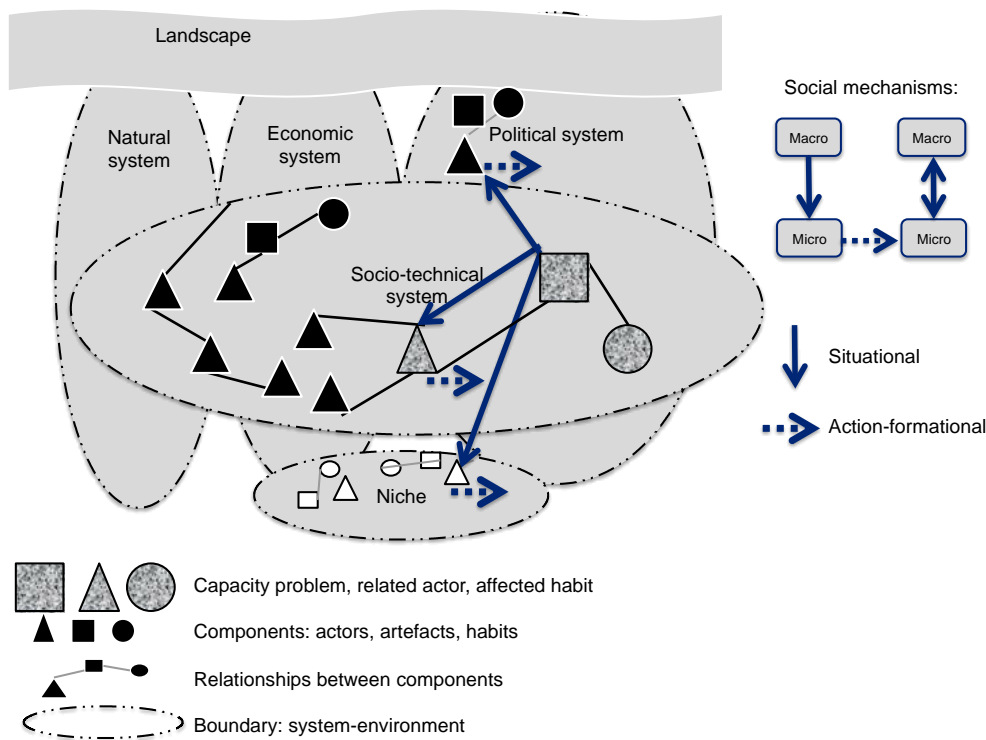 Landscape
Social mechanisms:
Natural
system
Economic
system
Political system
Macro
Macro
Micro
Micro
Socio-technical
system
Situational
Action-formational
Niche
Capacity problem, related actor, affected habit
Components: actors, artefacts, habits
Relationships between components
Boundary: system-environment